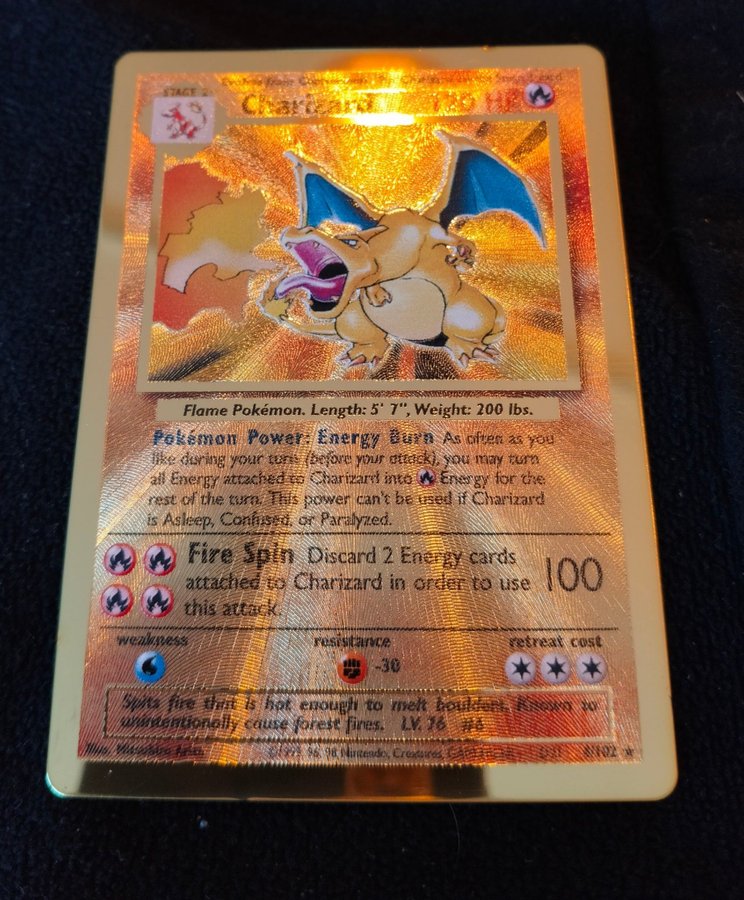 STAGE 2
Charizard 120 HP
Flame Pokémon. Length: 5' 7", Weight: 200 lbs.
Pokémon Power: Energy Burn As often as you
like during your turn (before your attack), you may turn
all Energy attached to Charizard into Energy for the
rest of the turn. This power can't be used if Charizard
is Asleep, Confused, or Paralyzed.
Fire Spin Discard 2 Energy cards
attached to Charizard in order to use
this attack.
100
weakness resistance retreat cost
-30
Spits fire that is hot enough to melt boulders. Known to
unintentionally cause forest fires. LV. 76 #6
Illus. Mitsuhiro Arita 98 Nintendo, Creatures, 4/102